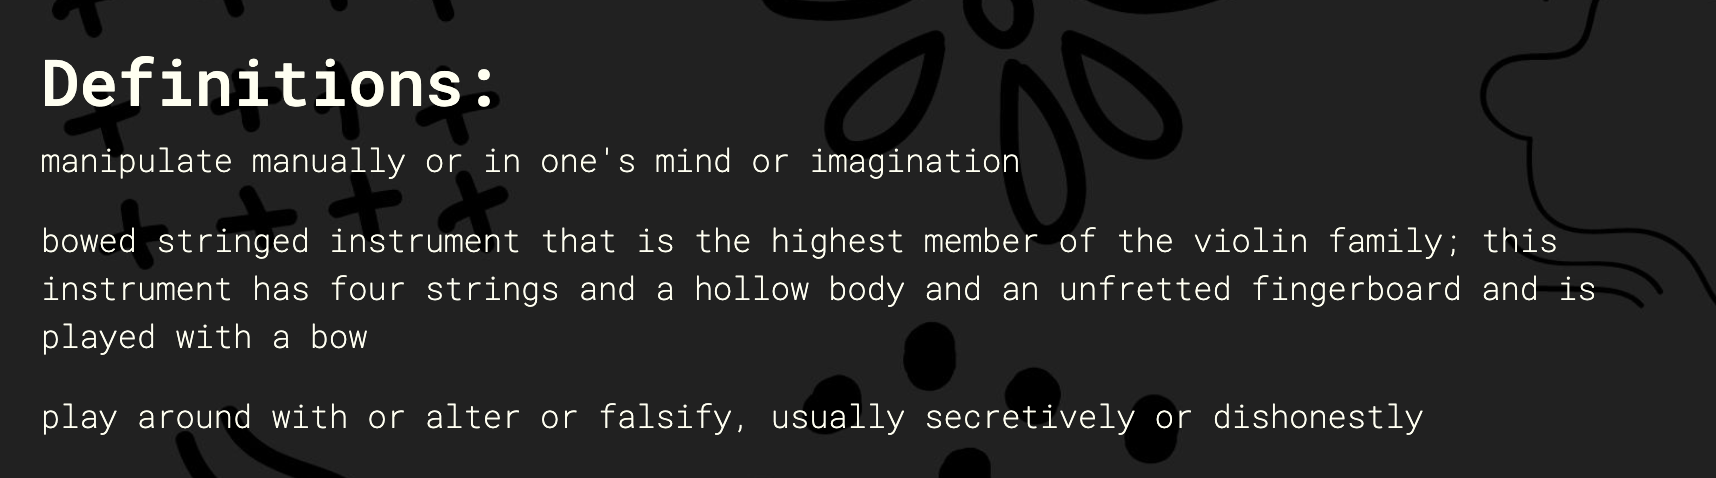 Definitions:
manipulate manually or in one's mind or imagination
bowed stringed instrument that is the highest member of the violin family; this
instrument has four strings and a hollow body and an unfretted fingerboard and is
played with a bow
play around with or alter or falsify, usually secretively or dishonestly